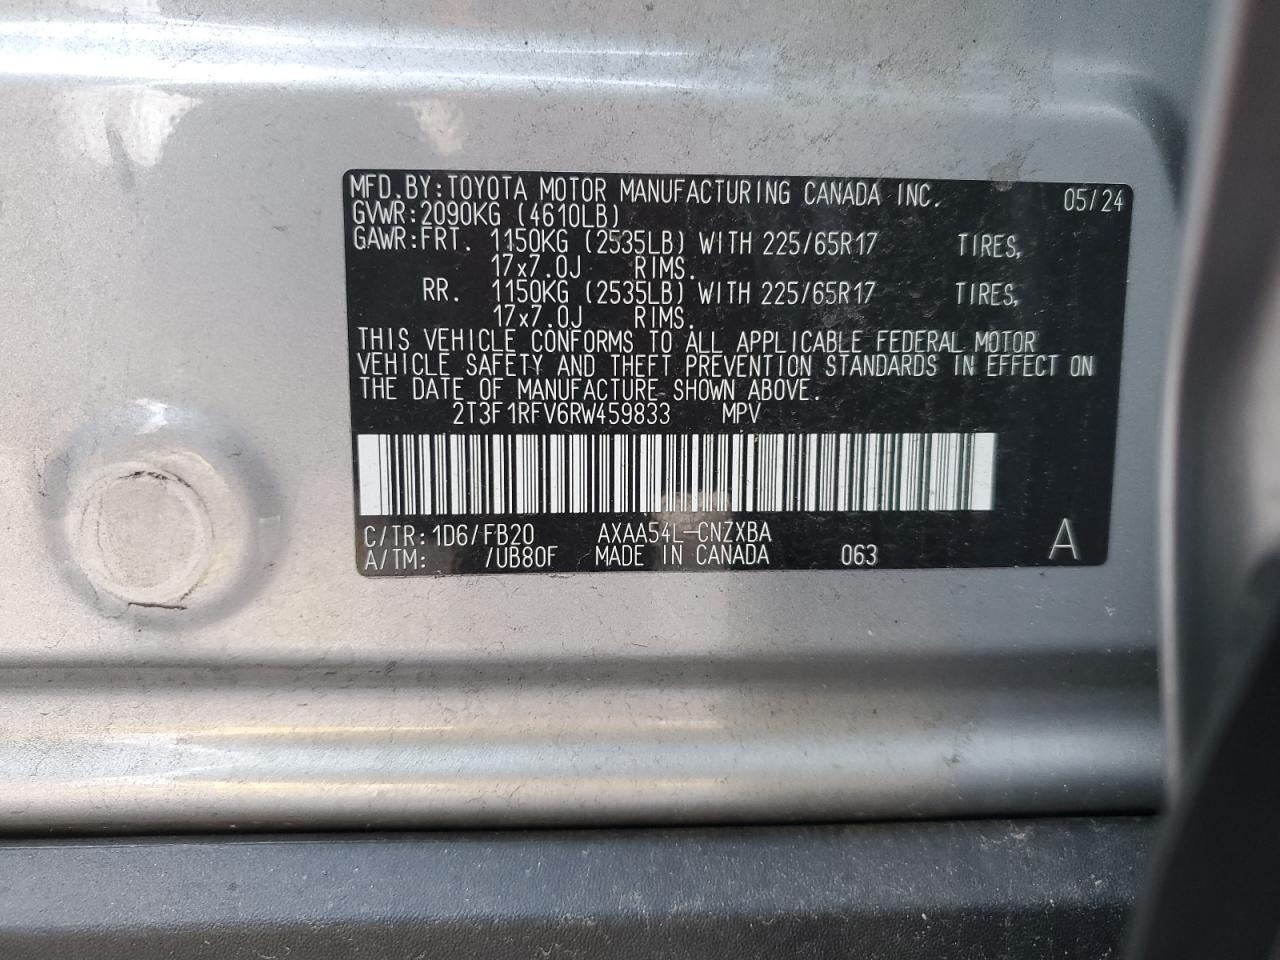 MFD.BY:TOYOTA MOTOR MANUFACTURING CANADA INC. 05/24
GVWR:2090KG (4610LB)
GAWR:FRT. 1150KG (2535LB) WITH 225/65R17 TIRES,
17x7.0J RIMS.
RR. 1150KG (2535LB) WITH 225/65R17 TIRES,
17x7.0J RIMS.
THIS VEHICLE CONFORMS TO ALL APPLICABLE FEDERAL MOTOR
VEHICLE SAFETY AND THEFT PREVENTION STANDARDS IN EFFECT ON
THE DATE OF MANUFACTURE SHOWN ABOVE.
2T3F1RFV6RW459833 MPV
C/TR:1D6/FB20 AXAA54L-CNZXBA
A/TM: /UB80F MADE IN CANADA 063 A